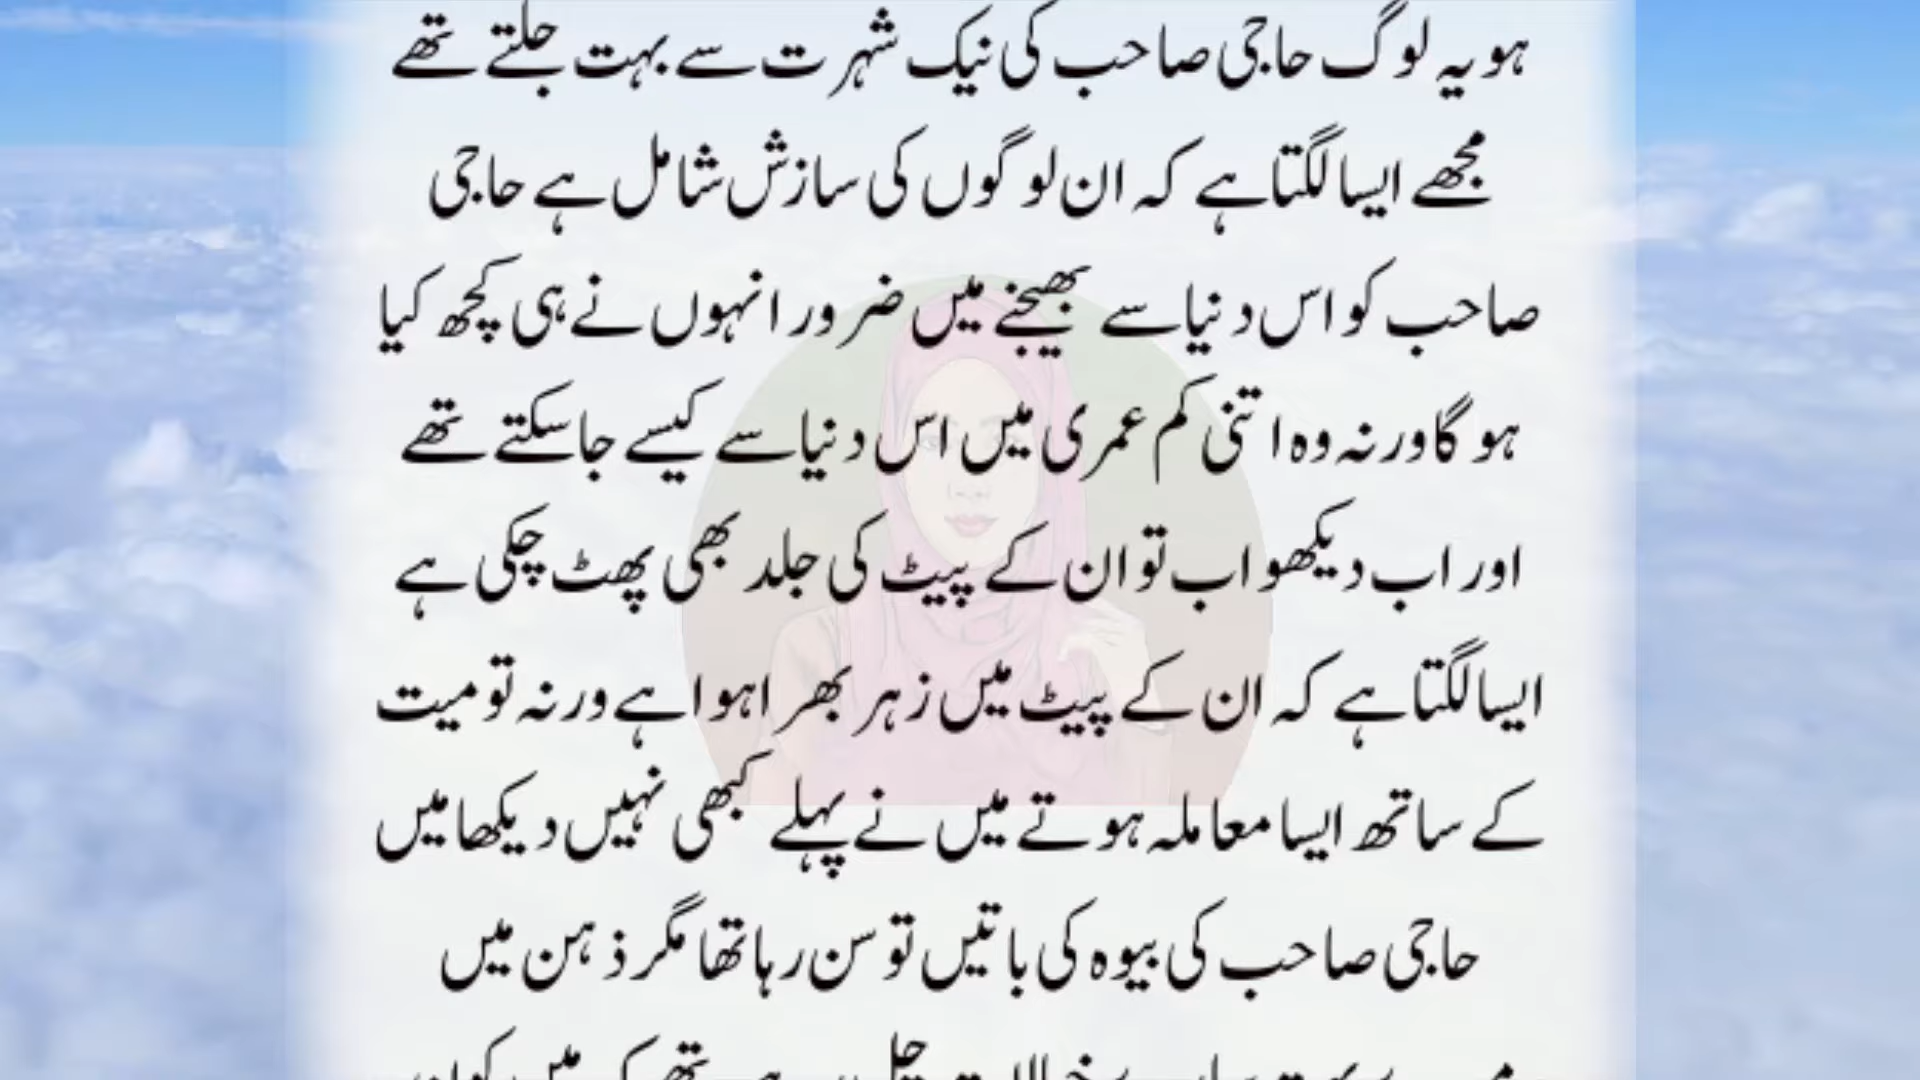 ہو یہ لوگ حاجی صاحب کی نیک شہرت سے بہت جلتے تھے
مجھے ایسا لگتا ہے کہ ان لوگوں کی سازش شامل ہے حاجی
صاحب کو اس دنیا سے بھیجنے میں ضرور انہوں نے ہی کچھ کیا
ہو گا ورنہ وہ اتنی کم عمری میں اس دنیا سے کیسے جا سکتے تھے
اور اب دیکھو اب تو ان کے پیٹ کی جلد بھی پھٹ چکی ہے
ایسا لگتا ہے کہ ان کے پیٹ میں زہر بھرا ہوا ہے ورنہ تو میت
کے ساتھ ایسا معاملہ ہوتے میں نے پہلے کبھی نہیں دیکھا میں
حاجی صاحب کی بیوہ کی باتیں تو سن رہا تھا مگر ذہن میں